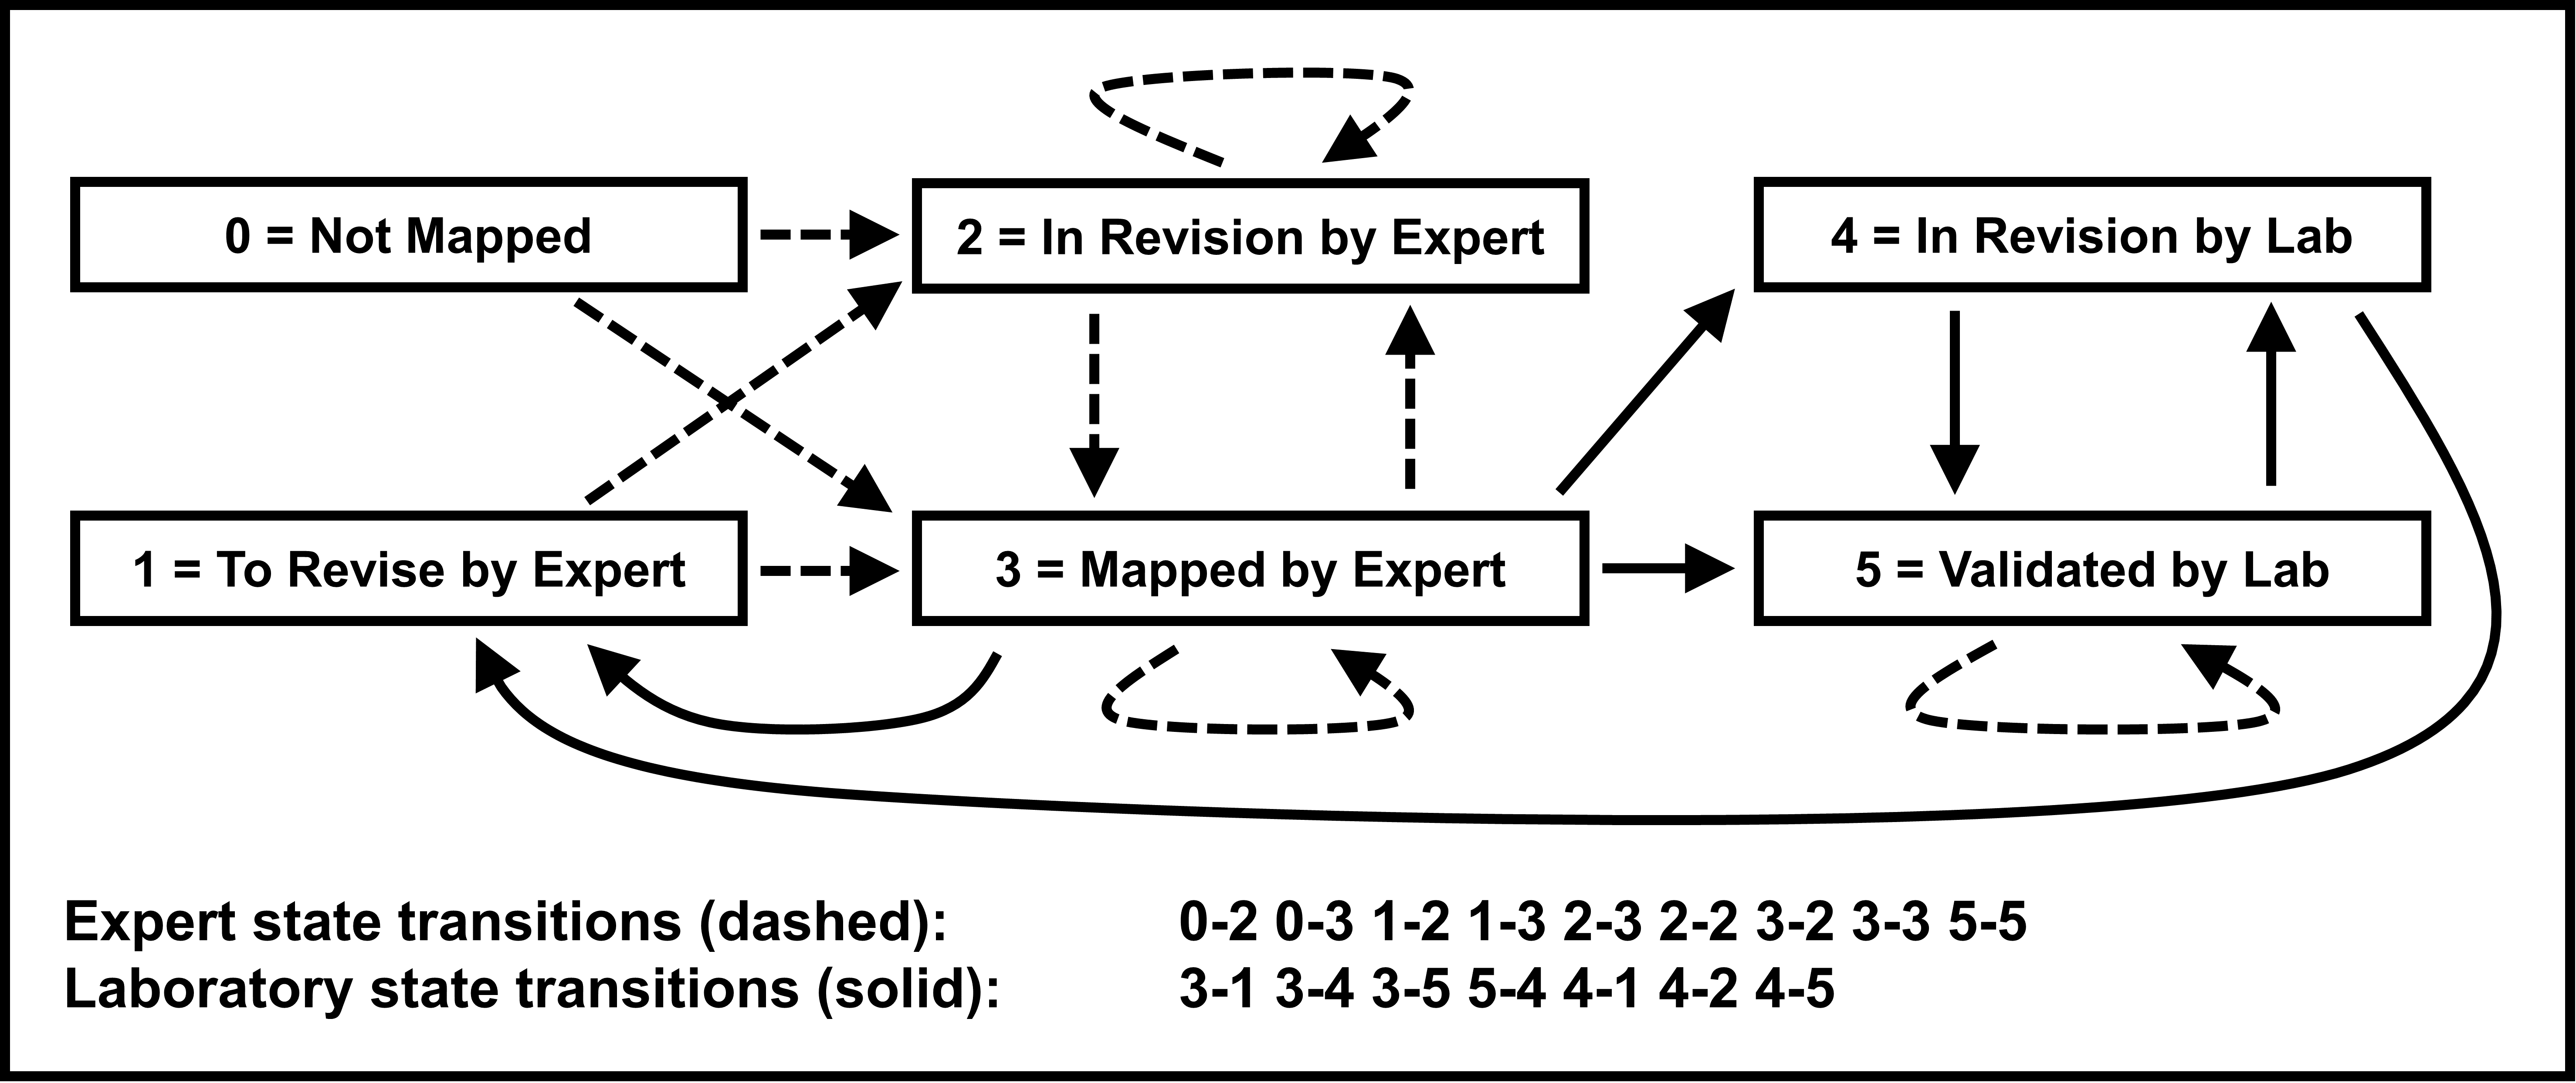 0 = Not Mapped
2 = In Revision by Expert
4 = In Revision by Lab
1 = To Revise by Expert
3 = Mapped by Expert
5 = Validated by Lab
Expert state transitions (dashed): 0-2 0-3 1-2 1-3 2-3 2-2 3-2 3-3 5-5
Laboratory state transitions (solid): 3-1 3-4 3-5 5-4 4-1 4-2 4-5